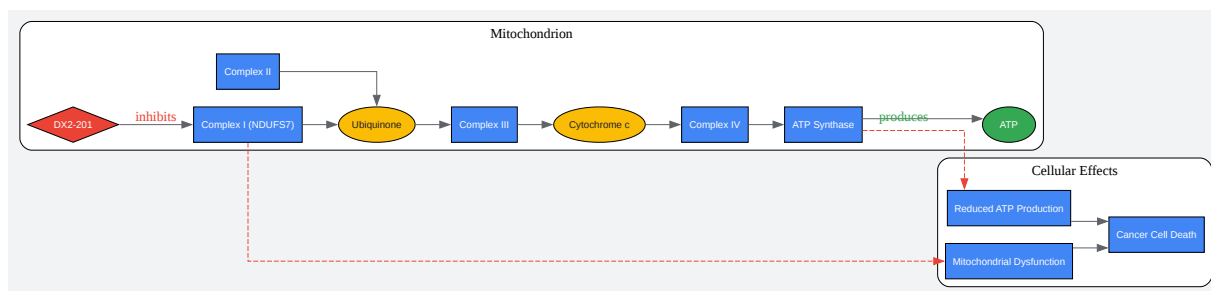 Mitochondrion
Complex II
DX2-201
inhibits
Complex I (NDUFS7)
Ubiquinone
Complex III
Cytochrome c
Complex IV
ATP Synthase
produces
ATP
Cellular Effects
Reduced ATP Production
Cancer Cell Death
Mitochondrial Dysfunction